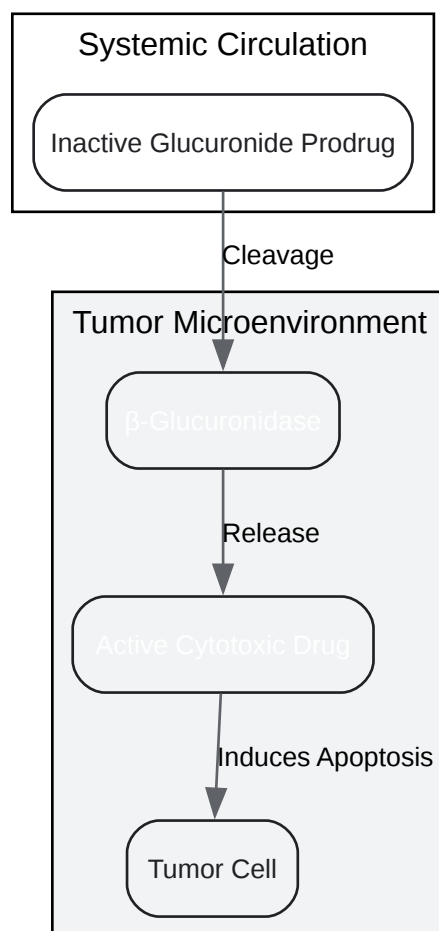 Systemic Circulation
Inactive Glucuronide Prodrug
Cleavage
Tumor Microenvironment
β-Glucuronidase
Release
Active Cytotoxic Drug
Induces Apoptosis
Tumor Cell